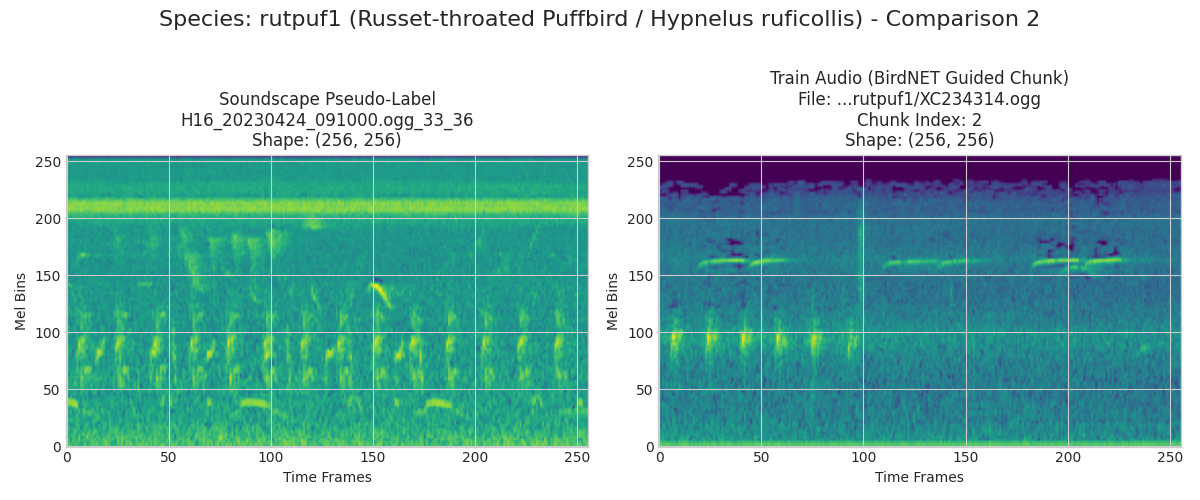 Species: rutpuf1 (Russet-throated Puffbird / Hypnelus ruficollis) - Comparison 2
Soundscape Pseudo-Label
H16_20230424_091000.ogg_33_36
Shape: (256, 256)
Mel Bins
250
200
150
100
50
0
0 50 100 150 200 250
Time Frames
Train Audio (BirdNET Guided Chunk)
File: ...rutpuf1/XC234314.ogg
Chunk Index: 2
Shape: (256, 256)
Mel Bins
250
200
150
100
50
0
0 50 100 150 200 250
Time Frames